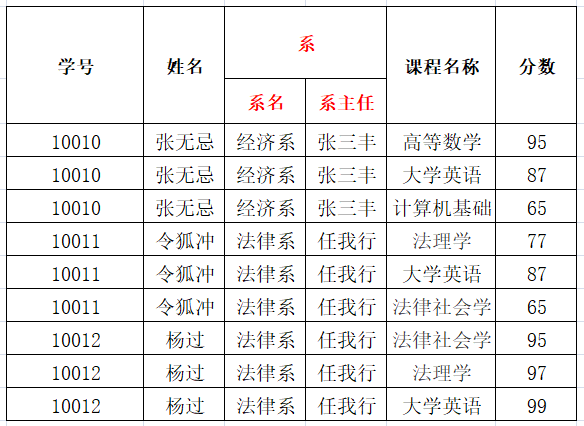 学号 姓名 系 课程名称 分数
系名 系主任
10010 张无忌 经济系 张三丰 高等数学 95
10010 张无忌 经济系 张三丰 大学英语 87
10010 张无忌 经济系 张三丰 计算机基础 65
10011 令狐冲 法律系 任我行 法理学 77
10011 令狐冲 法律系 任我行 大学英语 87
10011 令狐冲 法律系 任我行 法律社会学 65
10012 杨过 法律系 任我行 法律社会学 95
10012 杨过 法律系 任我行 法理学 97
10012 杨过 法律系 任我行 大学英语 99